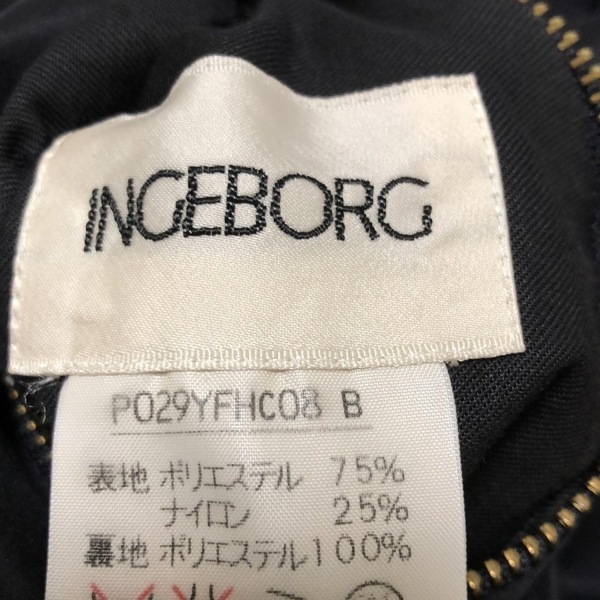 INGEBORG
P029YFHC08 B
表地 ポリエステル 75%
ナイロン 25%
裏地 ポリエステル100%